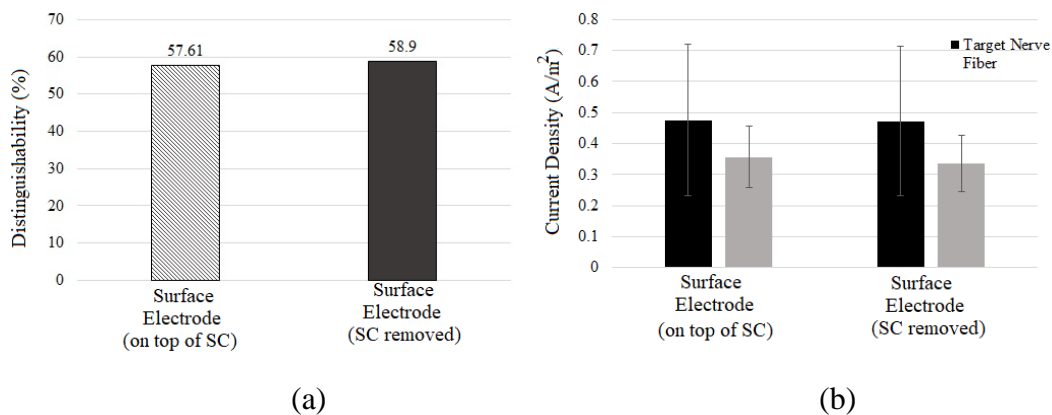 70
60
50
40
30
20
10
0
Distinguishability (%)
57.61
58.9
Surface
Electrode
(on top of SC)
Surface
Electrode
(SC removed)
(a)
0.8
0.7
0.6
0.5
0.4
0.3
0.2
0.1
0
Current Density (A/m²)
Target Nerve
Fiber
Surface
Electrode
(on top of SC)
Surface
Electrode
(SC removed)
(b)